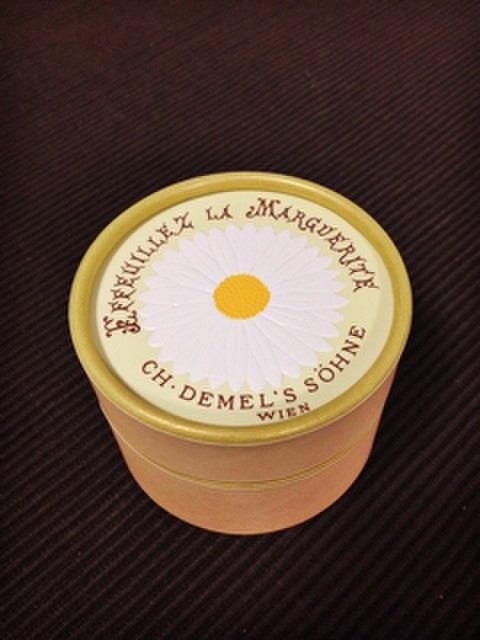 EFFEUILLEZ LA MARGUERITE
CH. DEMEL'S SÖHNE
WIEN